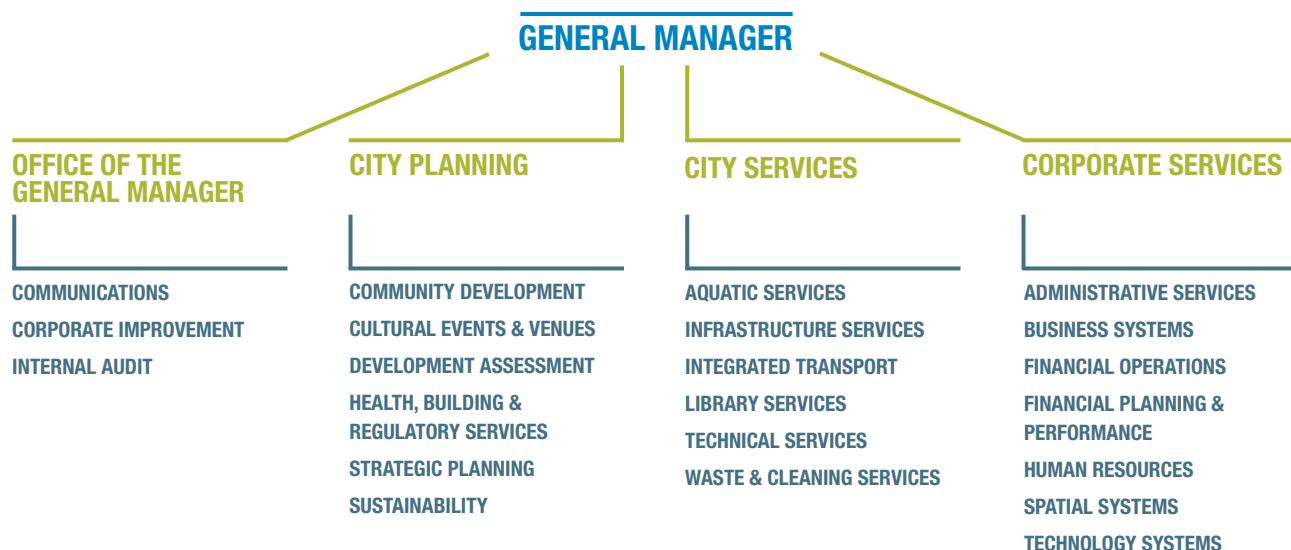 GENERAL MANAGER
OFFICE OF THE
GENERAL MANAGER
COMMUNICATIONS
CORPORATE IMPROVEMENT
INTERNAL AUDIT
CITY PLANNING
COMMUNITY DEVELOPMENT
CULTURAL EVENTS & VENUES
DEVELOPMENT ASSESSMENT
HEALTH, BUILDING &
REGULATORY SERVICES
STRATEGIC PLANNING
SUSTAINABILITY
CITY SERVICES
AQUATIC SERVICES
INFRASTRUCTURE SERVICES
INTEGRATED TRANSPORT
LIBRARY SERVICES
TECHNICAL SERVICES
WASTE & CLEANING SERVICES
CORPORATE SERVICES
ADMINISTRATIVE SERVICES
BUSINESS SYSTEMS
FINANCIAL OPERATIONS
FINANCIAL PLANNING &
PERFORMANCE
HUMAN RESOURCES
SPATIAL SYSTEMS
TECHNOLOGY SYSTEMS